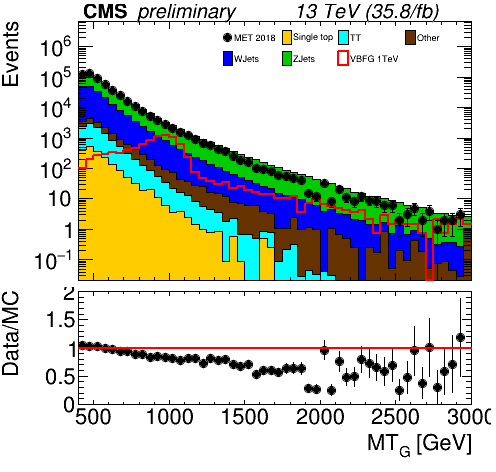 CMS preliminary 13 TeV (35.8/fb)
Events
MET 2018 Single top TT Other
WJets ZJets VBFG 1TeV
10⁶
10⁵
10⁴
10³
10²
10
1
10⁻¹
Data/MC
2
1.5
1
0.5
0
500 1000 1500 2000 2500 3000
MT_G [GeV]